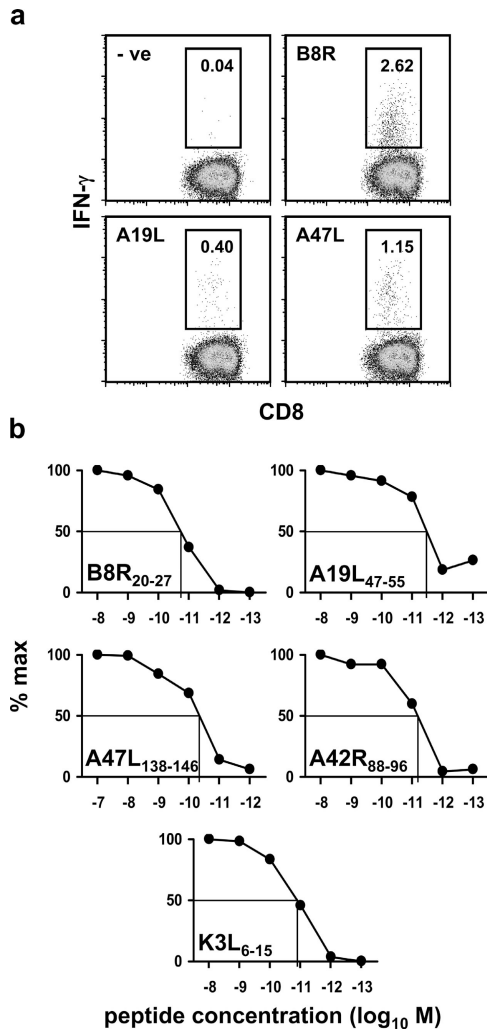 a
- ve
0.04
B8R
2.62
A19L
0.40
A47L
1.15
IFN-γ
CD8
b
100
50
0
B8R20-27
-8 -9 -10 -11 -12 -13
100
50
0
A19L47-55
-8 -9 -10 -11 -12 -13
% max
100
50
0
A47L138-146
-7 -8 -9 -10 -11 -12
100
50
0
A42R88-96
-8 -9 -10 -11 -12 -13
100
50
0
K3L6-15
-8 -9 -10 -11 -12 -13
peptide concentration (log10 M)